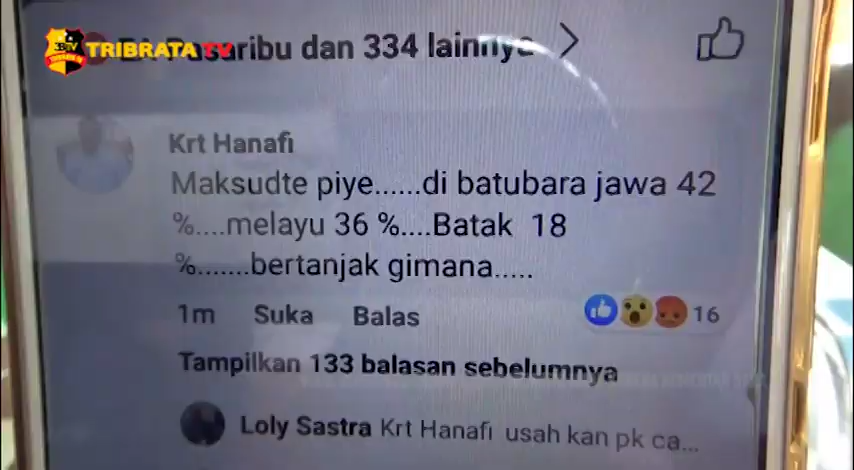 TRIBRATA TV
Pasaribu dan 334 lainnya
Krt Hanafi
Maksudte piye......di batubara jawa 42
%....melayu 36 %....Batak 18
%.......bertanjak gimana.....
1m Suka Balas 16
Tampilkan 133 balasan sebelumnya
Loly Sastra Krt Hanafi usah kan pk ca...